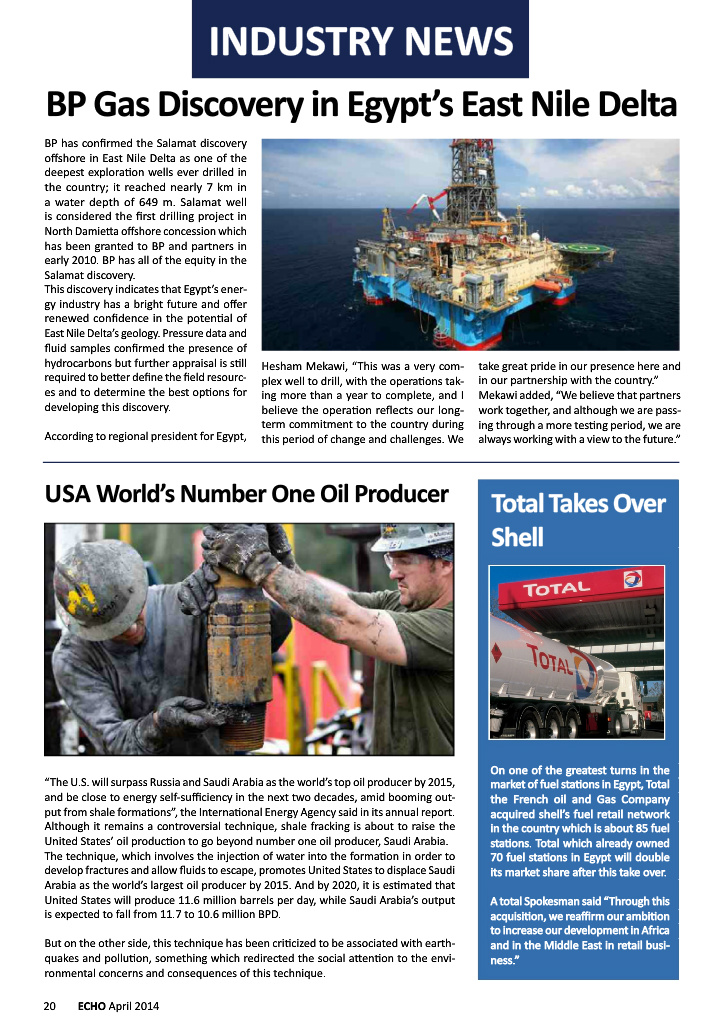 INDUSTRY NEWS
BP Gas Discovery in Egypt's East Nile Delta
BP has confirmed the Salamat discovery
offshore in East Nile Delta as one of the
deepest exploration wells ever drilled in
the country; it reached nearly 7 km in
a water depth of 649 m. Salamat well
is considered the first drilling project in
North Damietta offshore concession which
has been granted to BP and partners in
early 2010. BP has all of the equity in the
Salamat discovery.
This discovery indicates that Egypt's ener-
gy industry has a bright future and offer
renewed confidence in the potential of
East Nile Delta's geology. Pressure data and
fluid samples confirmed the presence of
hydrocarbons but further appraisal is still
required to better define the field resourc-
es and to determine the best options for
developing this discovery.
According to regional president for Egypt,
Hesham Mekawi, "This was a very com-
plex well to drill, with the operations tak-
ing more than a year to complete, and I
believe the operation reflects our long-
term commitment to the country during
this period of change and challenges. We
take great pride in our presence here and
in our partnership with the country."
Mekawi added, "We believe that partners
work together, and although we are pass-
ing through a more testing period, we are
always working with a view to the future."
USA World's Number One Oil Producer
"The U.S. will surpass Russia and Saudi Arabia as the world's top oil producer by 2015,
and be close to energy self-sufficiency in the next two decades, amid booming out-
put from shale formations", the International Energy Agency said in its annual report.
Although it remains a controversial technique, shale fracking is about to raise the
United States' oil production to go beyond number one oil producer, Saudi Arabia.
The technique, which involves the injection of water into the formation in order to
develop fractures and allow fluids to escape, promotes United States to displace Saudi
Arabia as the world's largest oil producer by 2015. And by 2020, it is estimated that
United States will produce 11.6 million barrels per day, while Saudi Arabia's output
is expected to fall from 11.7 to 10.6 million BPD.
But on the other side, this technique has been criticized to be associated with earth-
quakes and pollution, something which redirected the social attention to the envi-
ronmental concerns and consequences of this technique.
Total Takes Over
Shell
TOTAL
TOTAL
On one of the greatest turns in the
market of fuel stations in Egypt, Total
the French oil and Gas Company
acquired shell's fuel retail network
in the country which is about 85 fuel
stations. Total which already owned
70 fuel stations in Egypt will double
its market share after this take over.
A total Spokesman said "Through this
acquisition, we reaffirm our ambition
to increase our development in Africa
and in the Middle East in retail busi-
ness."
20 ECHO April 2014